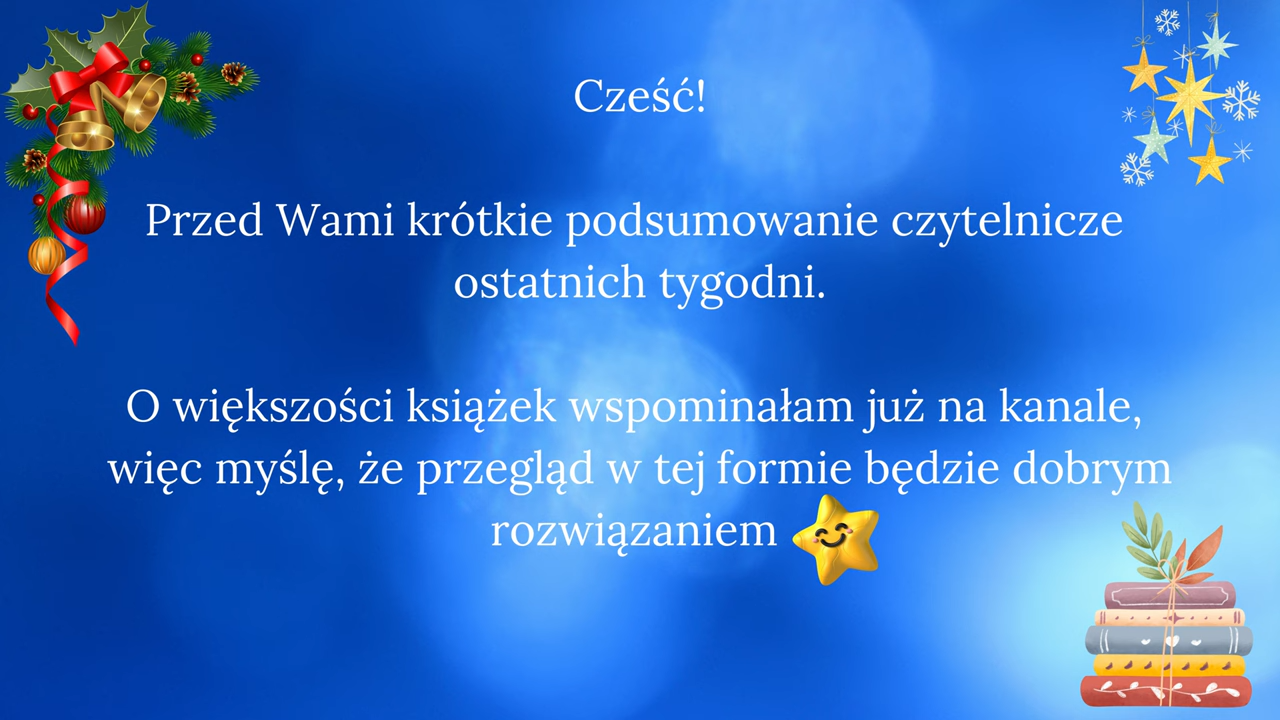 Cześć!
Przed Wami krótkie podsumowanie czytelnicze
ostatnich tygodni.
O większości książek wspominałam już na kanale,
więc myślę, że przegląd w tej formie będzie dobrym
rozwiązaniem